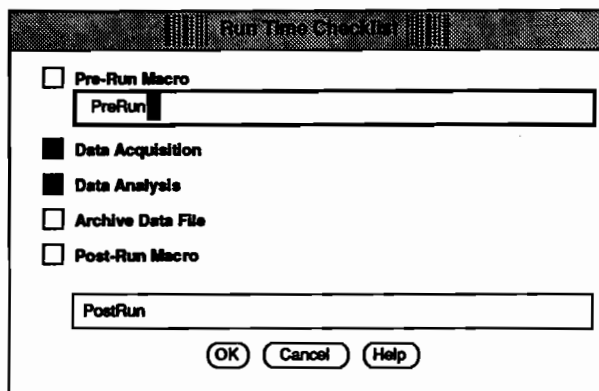 Run Time Checklist
Pre-Run Macro
PreRun
Data Acquisition
Data Analysis
Archive Data File
Post-Run Macro
PostRun
OK Cancel Help